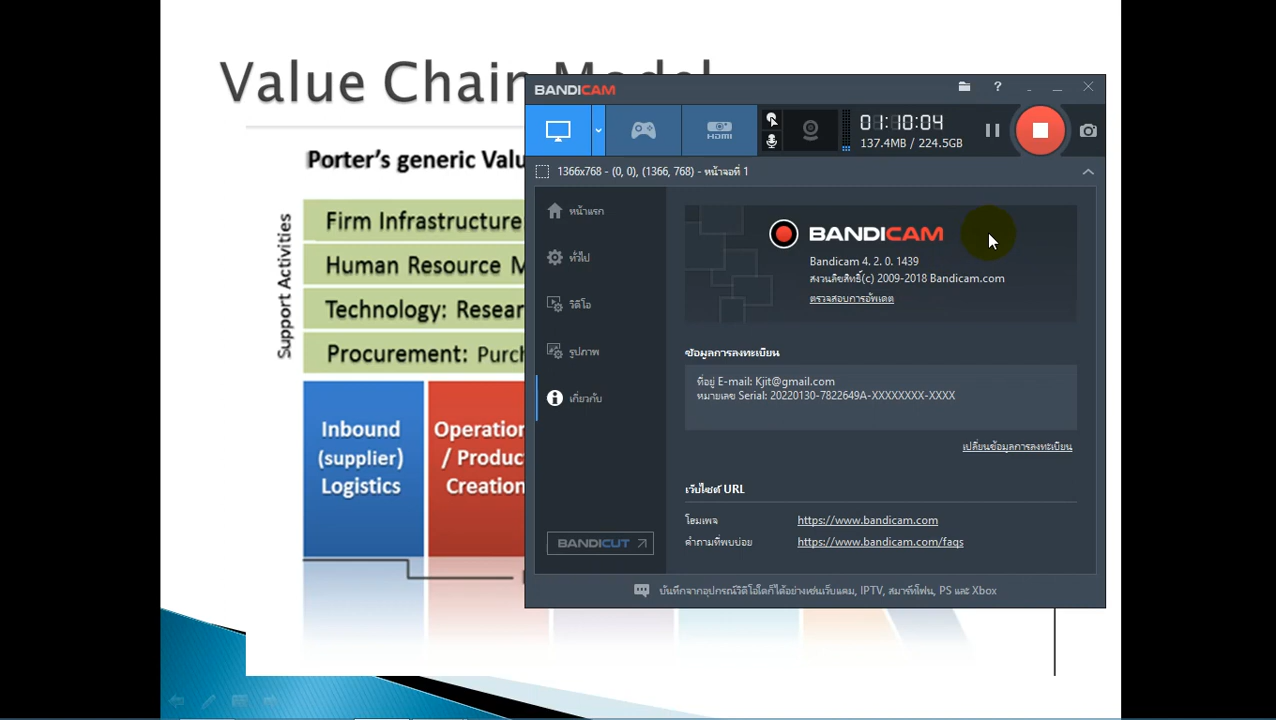 Value Chain Model
Porter's generic Valu
Support Activities
Firm Infrastructure
Human Resource M
Technology: Resear
Procurement: Purch
Inbound
(supplier)
Logistics
Operation
/ Produc
Creation
BANDICAM
?
HDMI
01:10:04
137.4MB / 224.5GB
1366x768 - (0, 0), (1366, 768) - หน้าจอที่ 1
หน้าแรก
ทั่วไป
วิดีโอ
รูปภาพ
เกี่ยวกับ
BANDICUT
BANDICAM
Bandicam 4. 2. 0. 1439
สงวนลิขสิทธิ์(c) 2009-2018 Bandicam.com
ตรวจสอบการอัพเดต
ข้อมูลการลงทะเบียน
ที่อยู่ E-mail: Kjit@gmail.com
หมายเลข Serial: 20220130-7822649A-XXXXXXXX-XXXX
เปลี่ยนข้อมูลการลงทะเบียน
เว็บไซต์ URL
โฮมเพจ https://www.bandicam.com
คำถามที่พบบ่อย https://www.bandicam.com/faqs
บันทึกจากอุปกรณ์วิดีโอใดก็ได้อย่างเช่นเว็บแคม, IPTV, สมาร์ทโฟน, PS และ Xbox